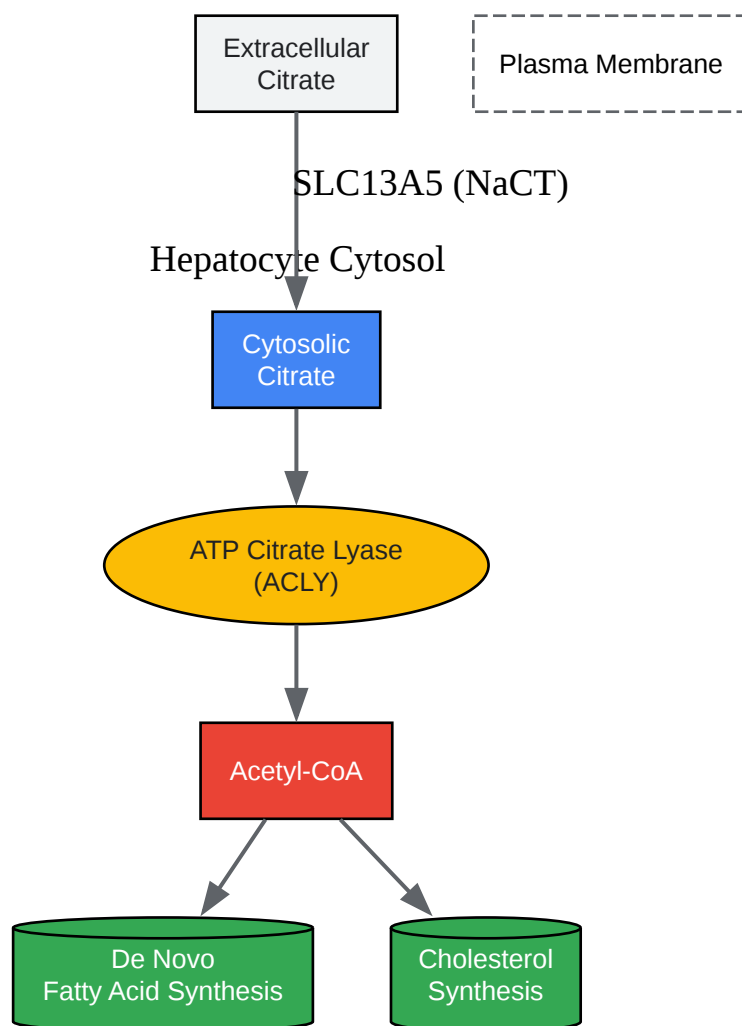 Extracellular
Citrate
Plasma Membrane
SLC13A5 (NaCT)
Hepatocyte Cytosol
Cytosolic
Citrate
ATP Citrate Lyase
(ACLY)
Acetyl-CoA
De Novo
Fatty Acid Synthesis
Cholesterol
Synthesis